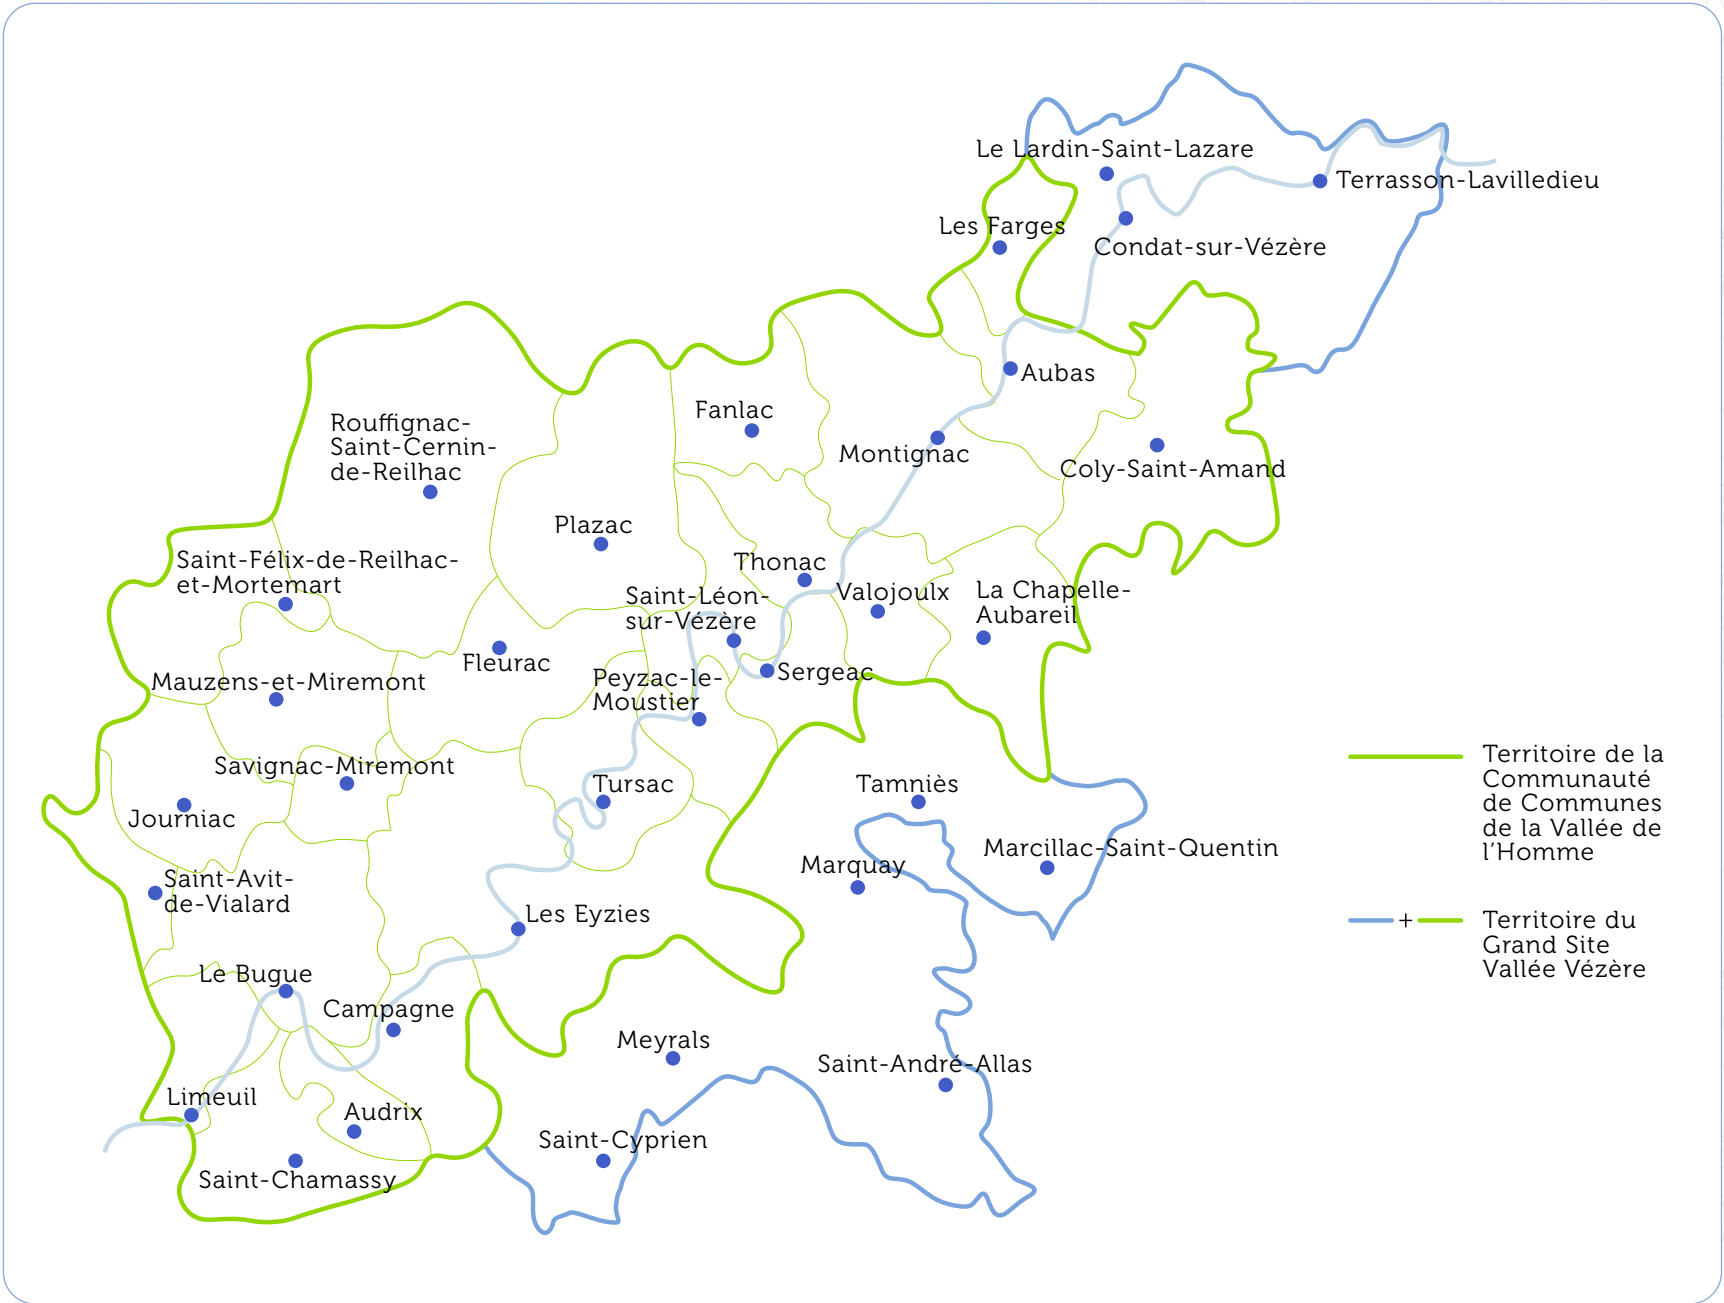 Le Lardin-Saint-Lazare
Terrasson-Lavilledieu
Les Farges
Condat-sur-Vézère
Aubas
Fanlac
Rouffignac-
Saint-Cernin-
de-Reilhac
Montignac
Coly-Saint-Amand
Plazac
Saint-Félix-de-Reilhac-
et-Mortemart
Thonac
Saint-Léon-
sur-Vézère
Valojoulx
La Chapelle-
Aubareil
Fleurac
Sergeac
Peyzac-le-
Moustier
Mauzens-et-Miremont
Savignac-Miremont
Tursac
Tamniès
Journiac
Marcillac-Saint-Quentin
Marquay
Saint-Avit-
de-Vialard
Les Eyzies
Le Bugue
Campagne
Meyrals
Saint-André-Allas
Limeuil
Audrix
Saint-Cyprien
Saint-Chamassy
Territoire de la
Communauté
de Communes
de la Vallée de
l'Homme
+
Territoire du
Grand Site
Vallée Vézère